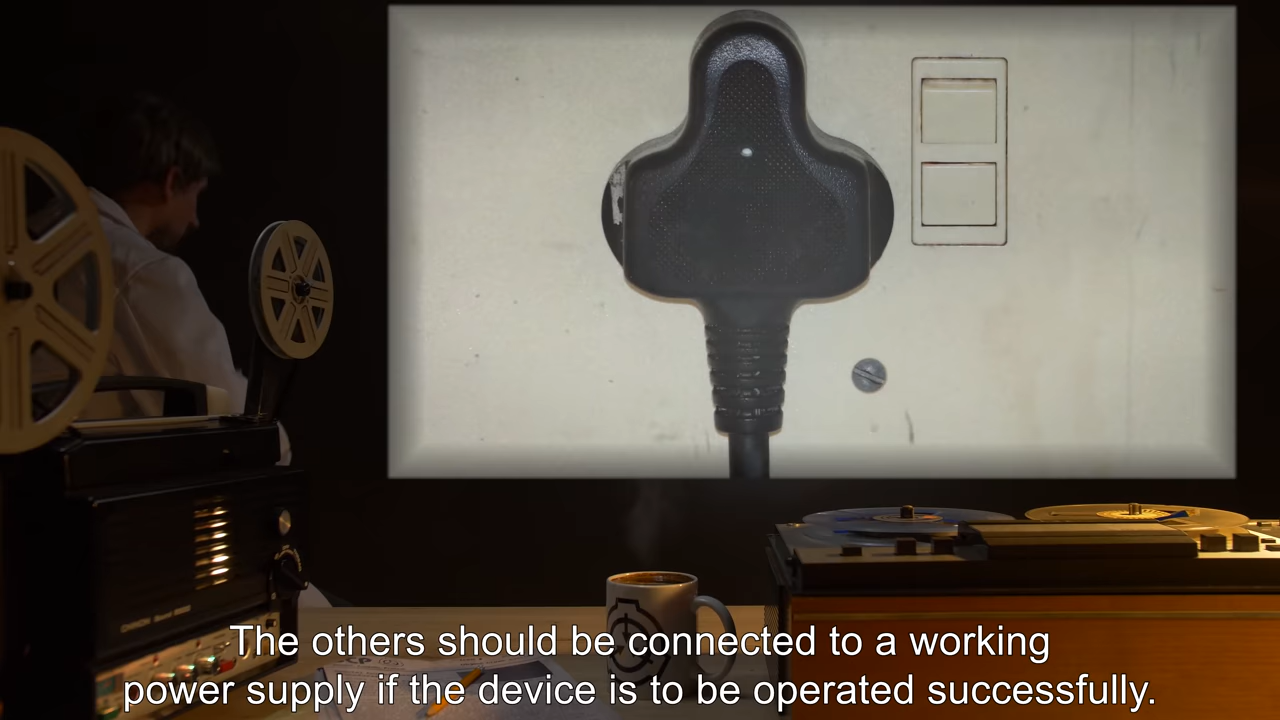 The others should be connected to a working
power supply if the device is to be operated successfully.